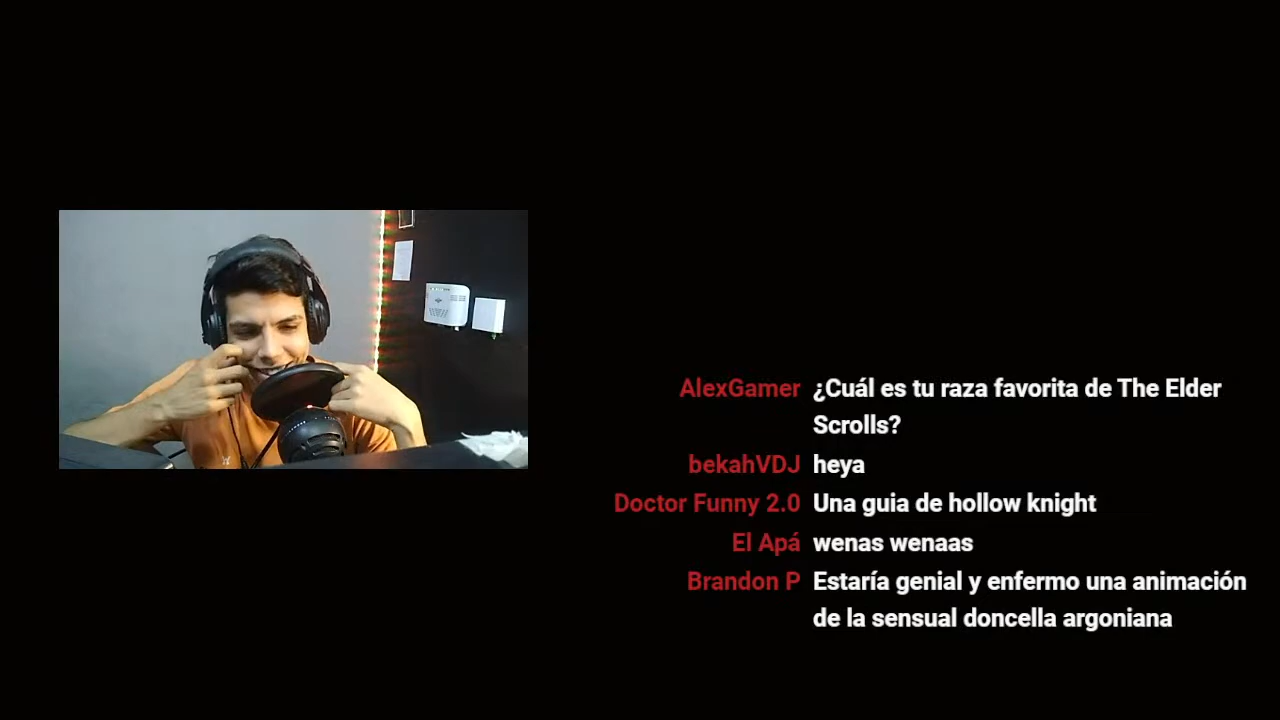 AlexGamer ¿Cuál es tu raza favorita de The Elder
Scrolls?
bekahVDJ heya
Doctor Funny 2.0 Una guia de hollow knight
El Apá wenas wenaas
Brandon P Estaría genial y enfermo una animación
de la sensual doncella argoniana